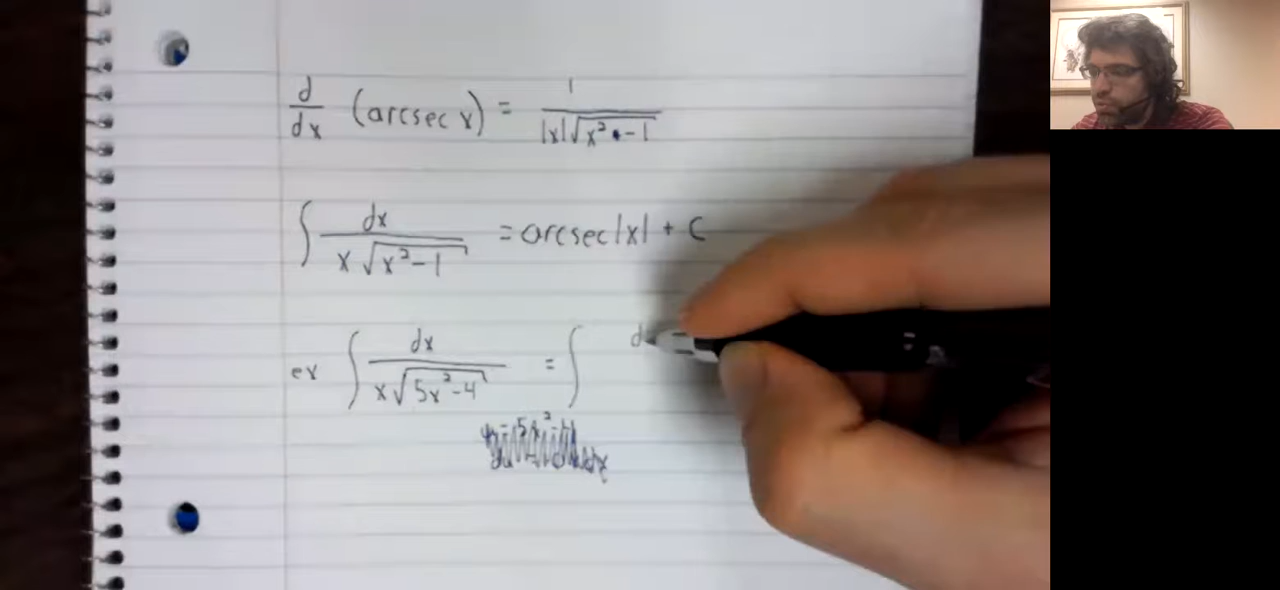 d/dx (arcsec x) = 1/(|x|√(x² - 1))
∫ dx/(x√(x²-1)) = arcsec|x| + C
ex ∫ dx/(x√(5x²-4)) = ∫ d